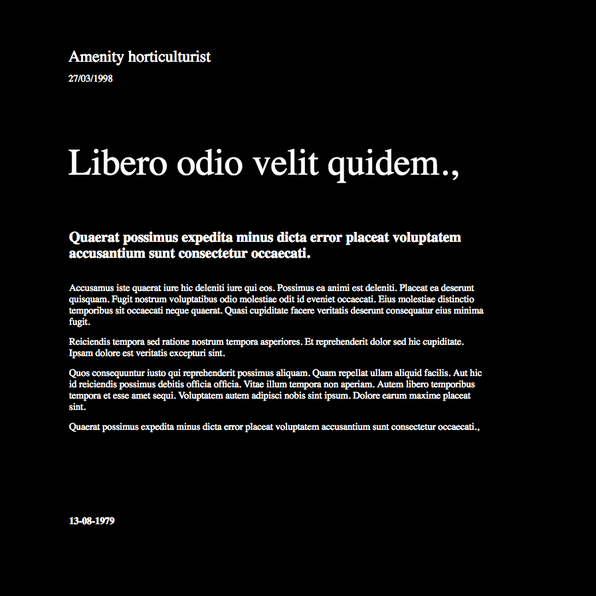 Amenity horticulturist
27/03/1998
Libero odio velit quidem.,
Quaerat possimus expedita minus dicta error placeat voluptatem
accusantium sunt consectetur occaecati.
Accusamus iste quaerat iure hic deleniti iure qui eos. Possimus ea animi est deleniti. Placeat ea deserunt
quisquam. Fugit nostrum voluptatibus odio molestiae odit id eveniet occaecati. Eius molestiae distinctio
temporibus sit occaecati neque quaerat. Quasi cupiditate facere veritatis deserunt consequatur eius minima
fugit.
Reiciendis tempora sed ratione nostrum tempora asperiores. Et reprehenderit dolor sed hic cupiditate.
Ipsam dolore est veritatis excepturi sint.
Quos consequuntur iusto qui reprehenderit possimus aliquam. Quam repellat ullam aliquid facilis. Aut hic
id reiciendis possimus debitis officia officia. Vitae illum tempora non aperiam. Autem libero temporibus
tempora et esse amet sequi. Voluptatem autem adipisci nobis sint ipsum. Dolore earum maxime placeat
sint.
Quaerat possimus expedita minus dicta error placeat voluptatem accusantium sunt consectetur occaecati.,
13-08-1979